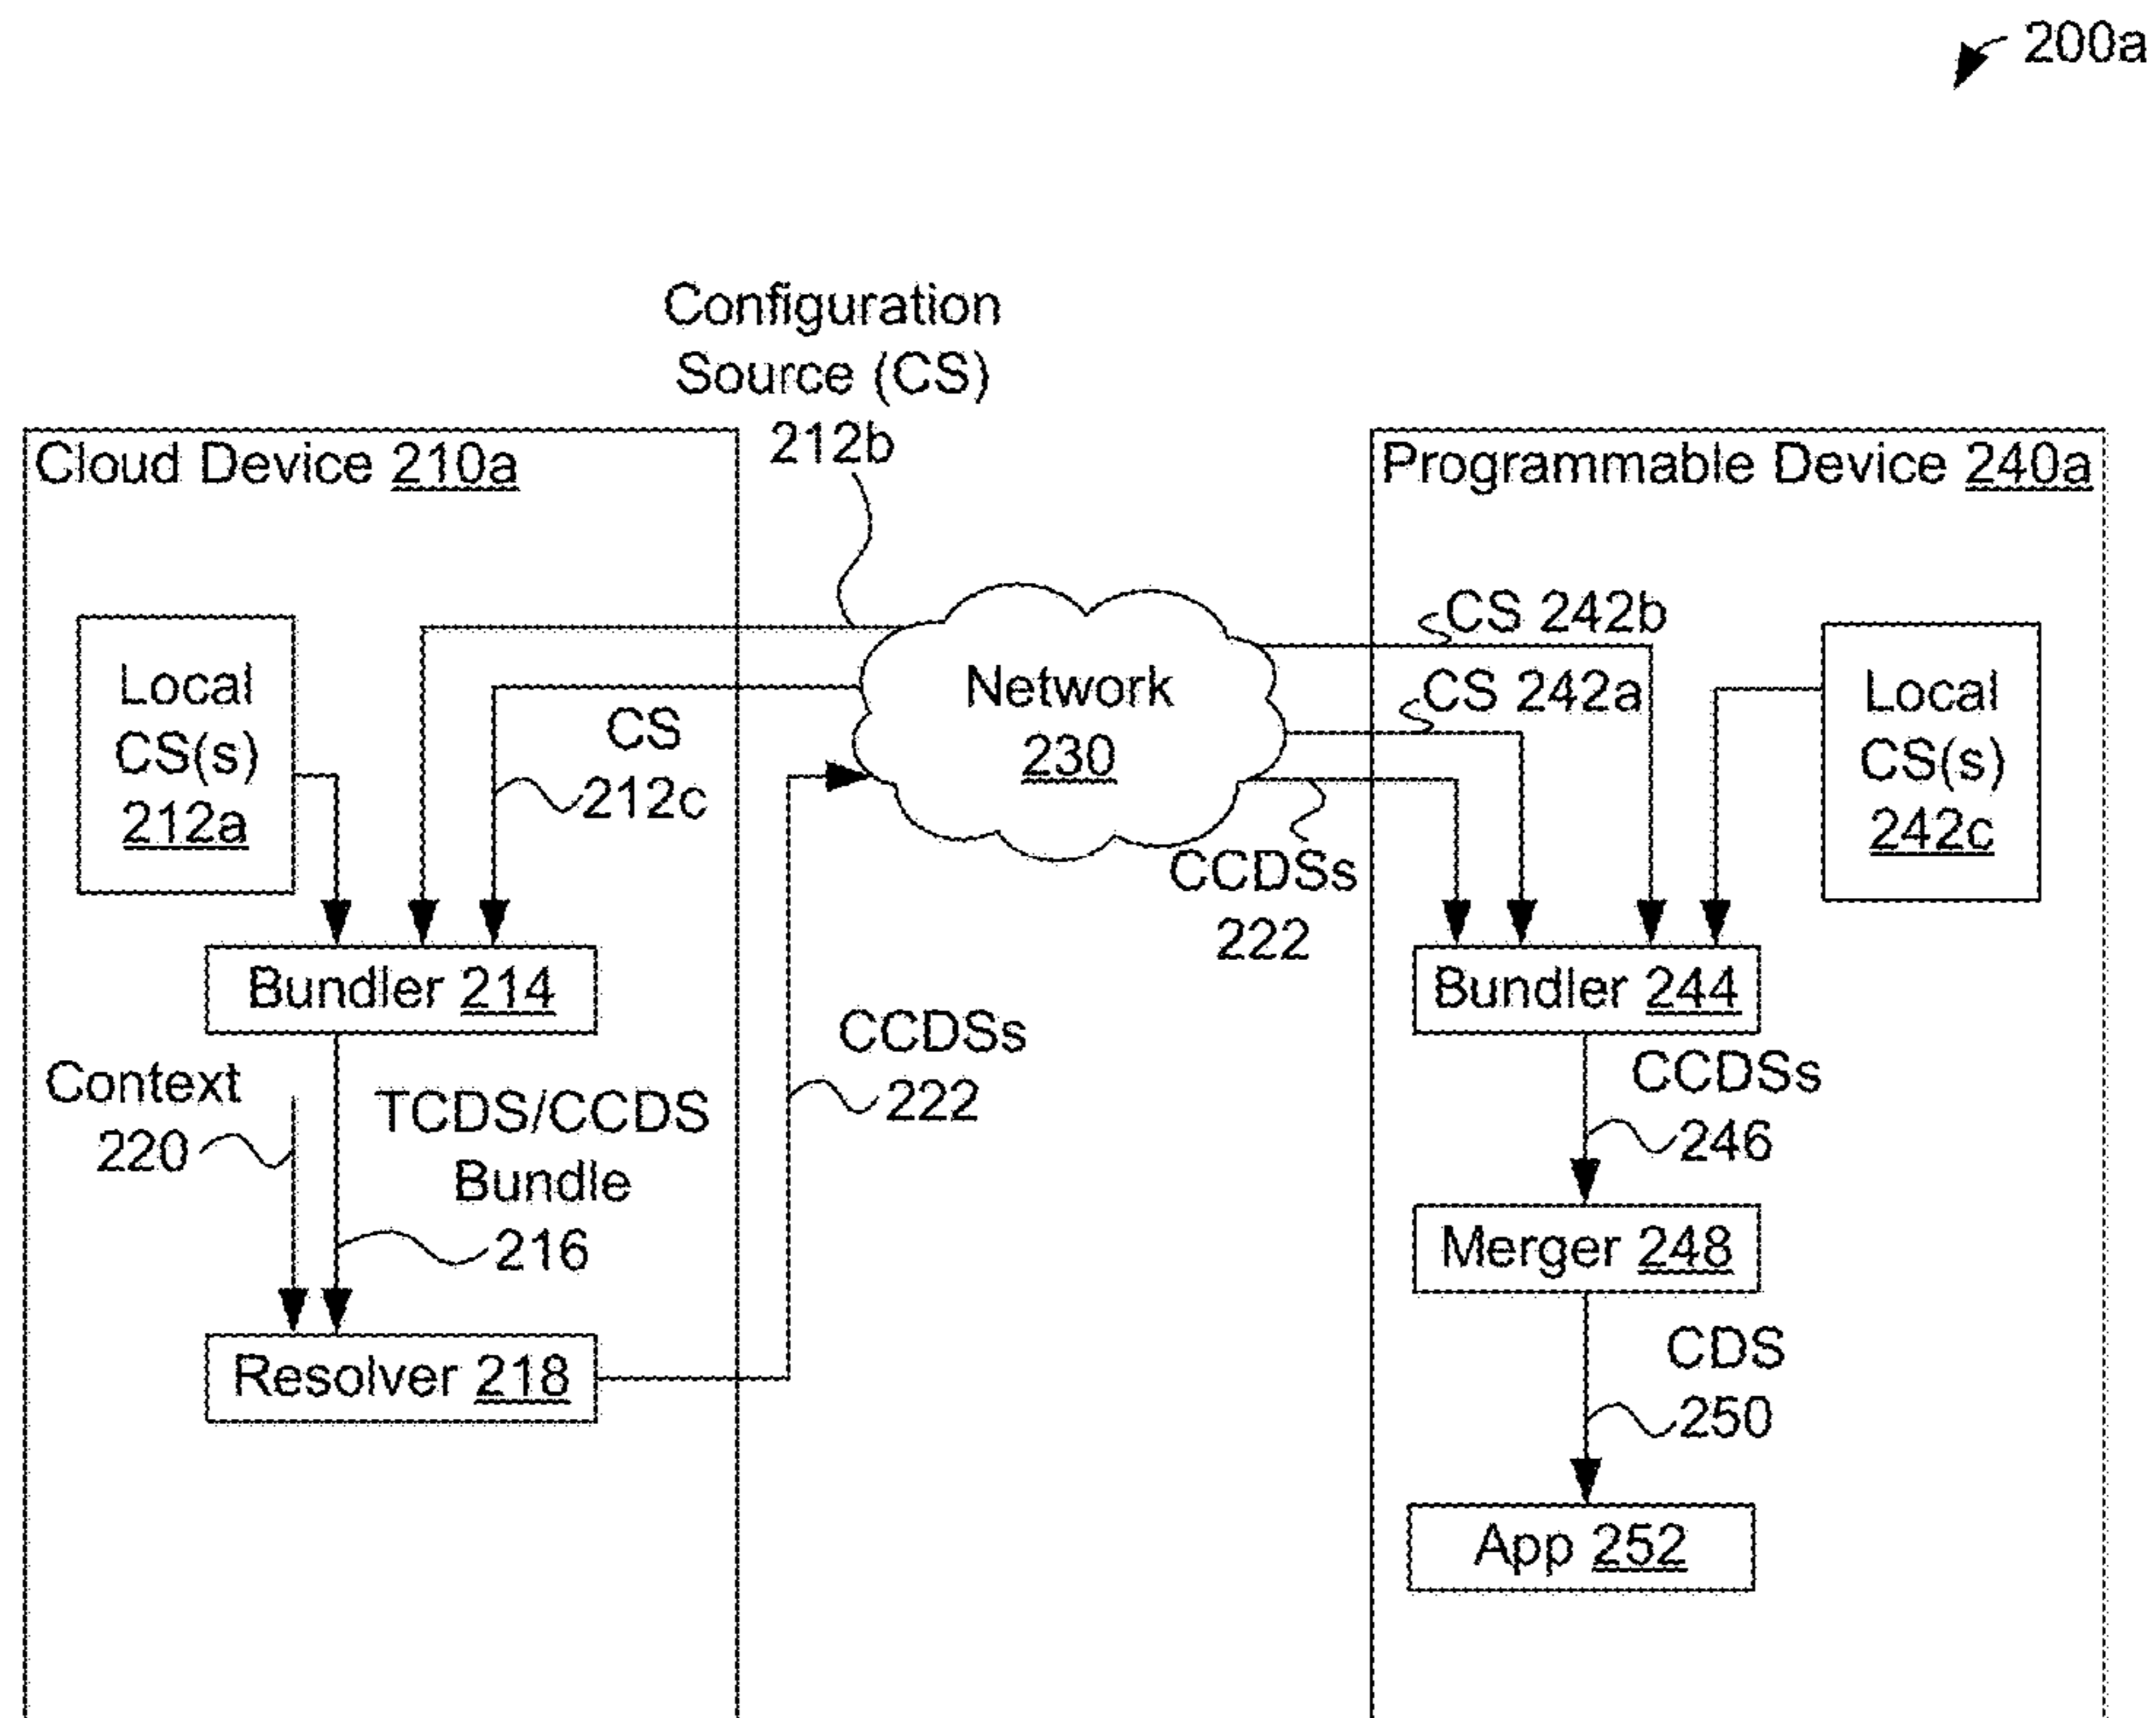 200a
Configuration
Source (CS)
212b
Cloud Device 210a
Programmable Device 240a
Local
CS(s)
212a
CS
212c
Network
230
CS 242b
CS 242a
Local
CS(s)
242c
CCDSs
222
Bundler 214
Bundler 244
Context
220
TCDS/CCDS
Bundle
216
CCDSs
222
CCDSs
246
Merger 248
Resolver 218
CDS
250
App 252